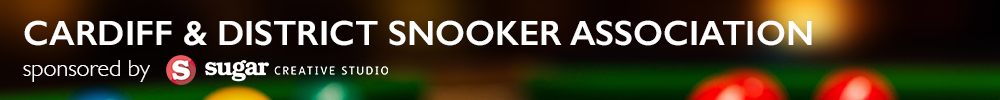 CARDIFF & DISTRICT SNOOKER ASSOCIATION
sponsored by S sugar CREATIVE STUDIO